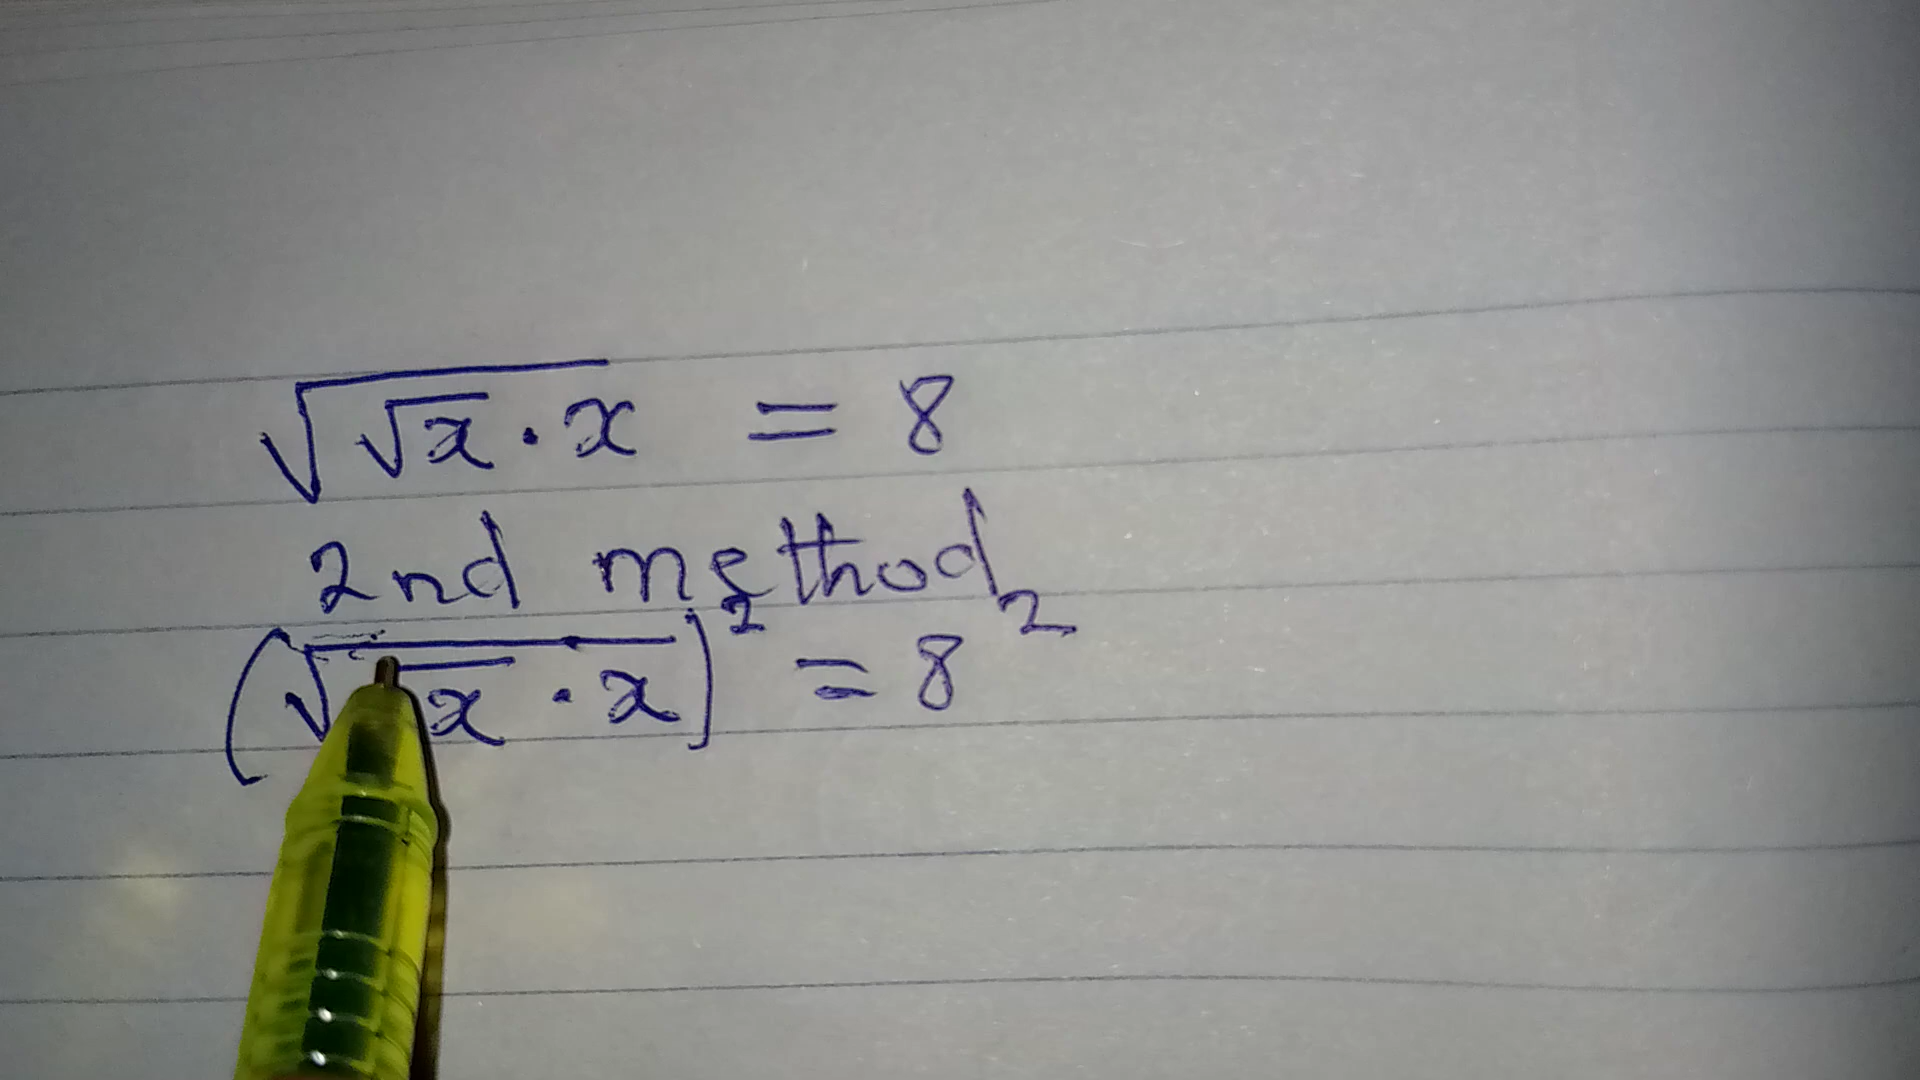 √(√x · x) = 8
2nd method
(√(√x · x))² = 8²